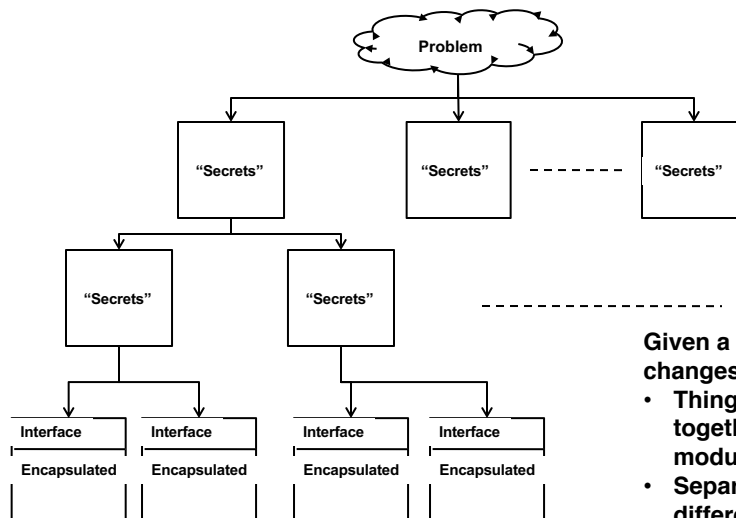 Problem
“Secrets”
“Secrets”
“Secrets”
“Secrets”
“Secrets”
Given a
changes
• Thing
togeth
modu
• Separ
differe
Interface
Interface
Interface
Interface
Encapsulated
Encapsulated
Encapsulated
Encapsulated